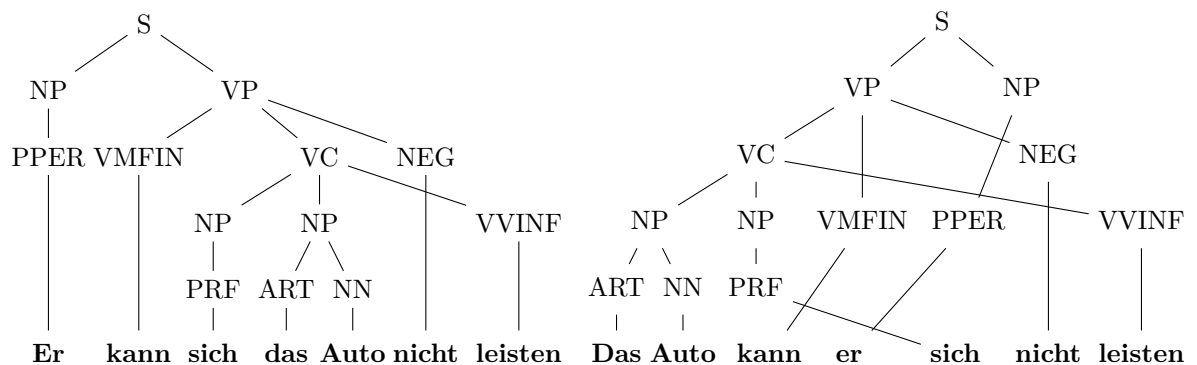 S S
NP VP VP NP
PPER VMFIN VC NEG VC NEG
NP NP VVINF NP NP VMFIN PPER VVINF
PRF ART NN ART NN PRF
Er kann sich das Auto nicht leisten Das Auto kann er sich nicht leisten